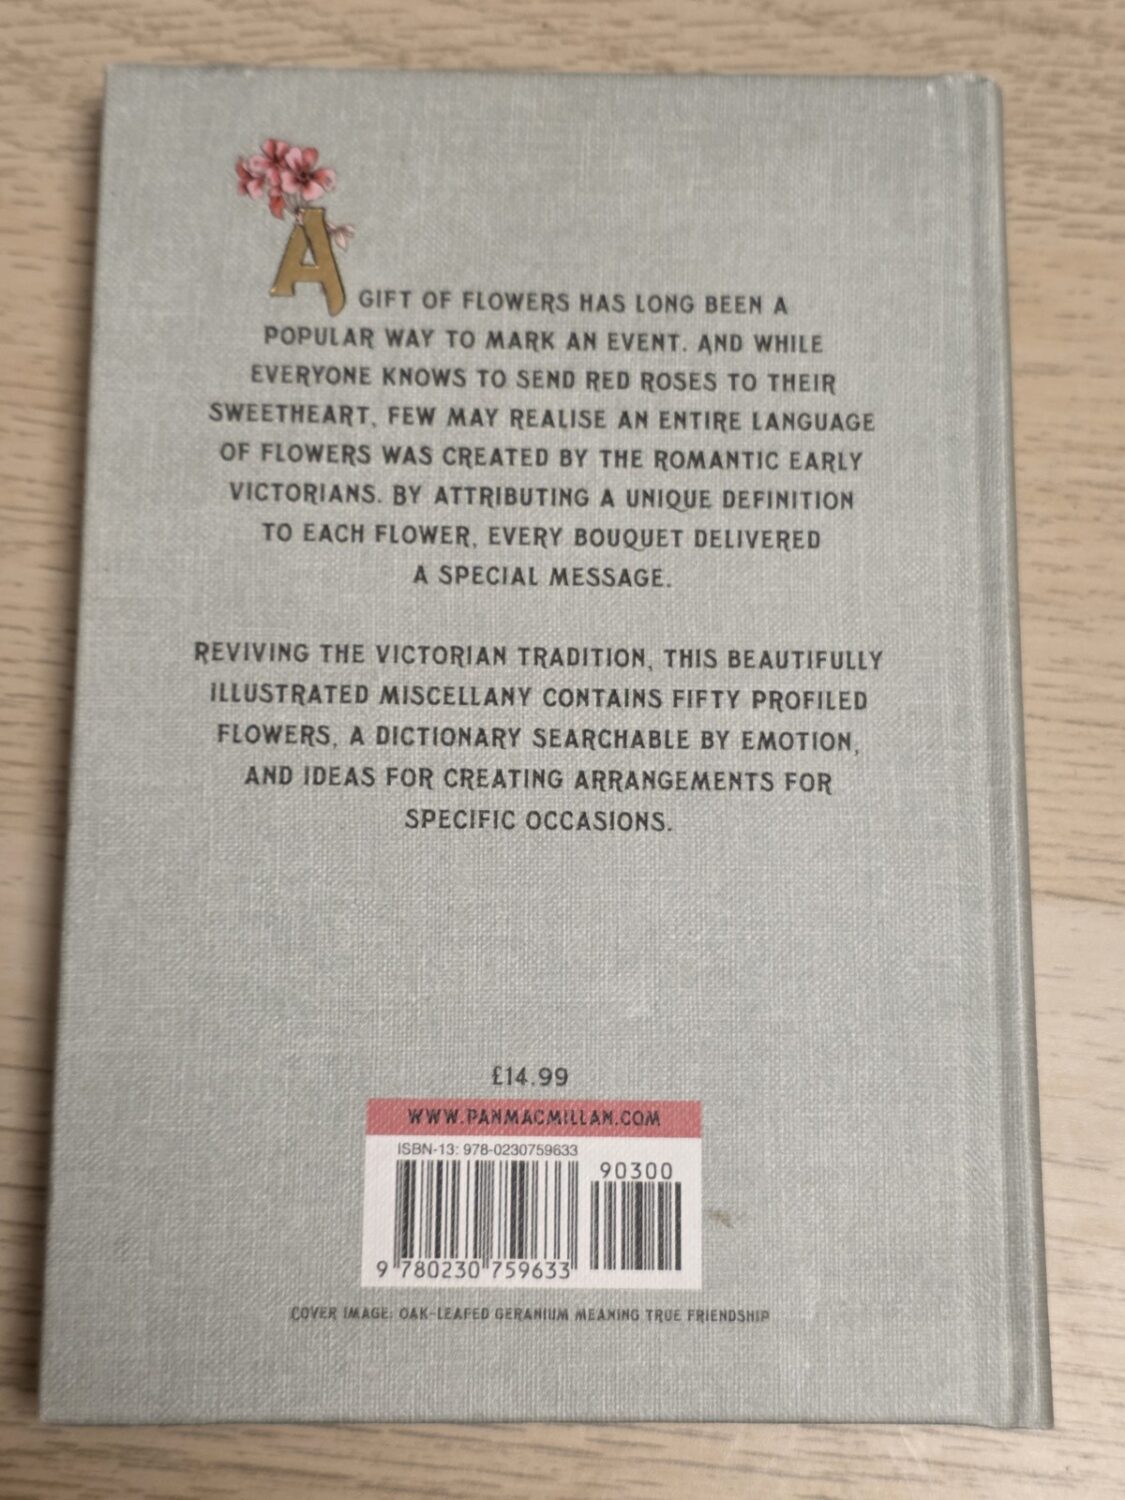 A GIFT OF FLOWERS HAS LONG BEEN A
POPULAR WAY TO MARK AN EVENT. AND WHILE
EVERYONE KNOWS TO SEND RED ROSES TO THEIR
SWEETHEART, FEW MAY REALISE AN ENTIRE LANGUAGE
OF FLOWERS WAS CREATED BY THE ROMANTIC EARLY
VICTORIANS. BY ATTRIBUTING A UNIQUE DEFINITION
TO EACH FLOWER, EVERY BOUQUET DELIVERED
A SPECIAL MESSAGE.
REVIVING THE VICTORIAN TRADITION, THIS BEAUTIFULLY
ILLUSTRATED MISCELLANY CONTAINS FIFTY PROFILED
FLOWERS, A DICTIONARY SEARCHABLE BY EMOTION,
AND IDEAS FOR CREATING ARRANGEMENTS FOR
SPECIFIC OCCASIONS.
£14.99
WWW.PANMACMILLAN.COM
ISBN-13: 978-0230759633
90300
9 780230 759633
COVER IMAGE: OAK-LEAFED GERANIUM MEANING TRUE FRIENDSHIP